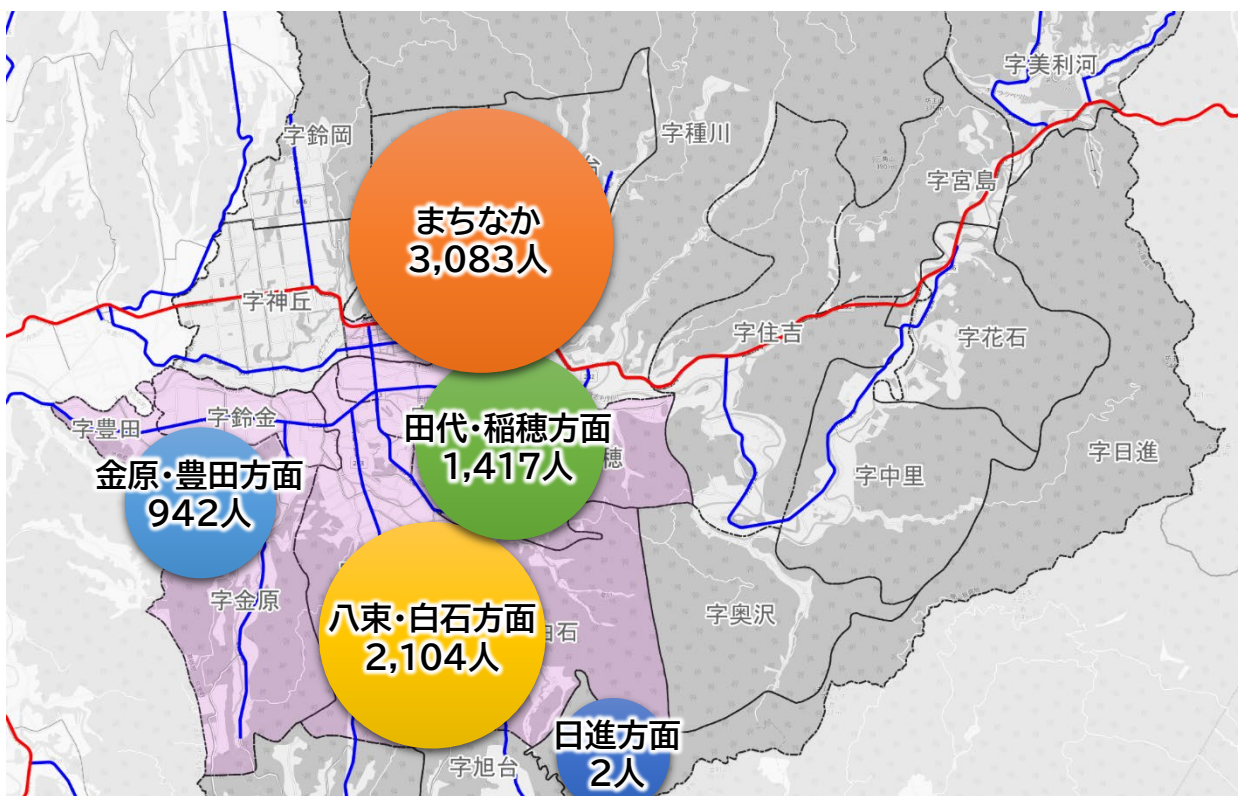 字美利河
字鈴岡
字種川
字宮島
まちなか
3,083人
字神丘
字住吉
字花石
字豊田
字鈴金
田代・稲穂方面
1,417人
穂
字日進
金原・豊田方面
942人
字中里
字金原
八束・白石方面
2,104人
白石
字奥沢
日進方面
2人
字旭台